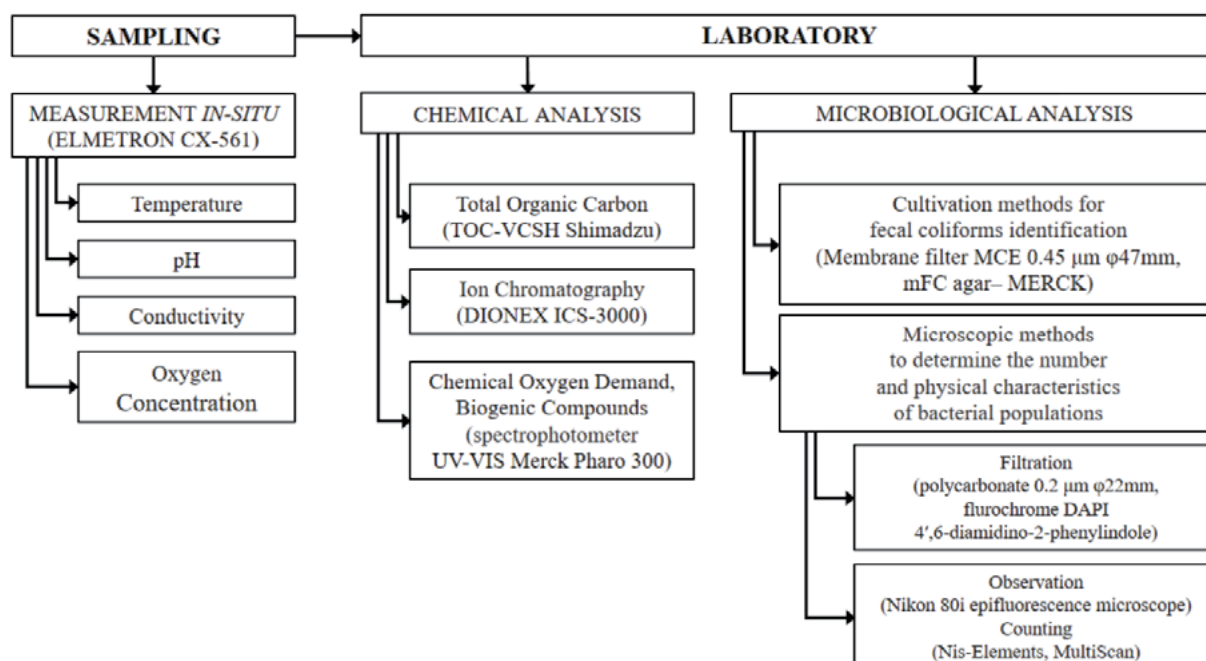 SAMPLING
LABORATORY
MEASUREMENT IN-SITU
(ELMETRON CX-561)
Temperature
pH
Conductivity
Oxygen
Concentration
CHEMICAL ANALYSIS
Total Organic Carbon
(TOC-VCSH Shimadzu)
Ion Chromatography
(DIONEX ICS-3000)
Chemical Oxygen Demand,
Biogenic Compounds
(spectrophotometer
UV-VIS Merck Pharo 300)
MICROBIOLOGICAL ANALYSIS
Cultivation methods for
fecal coliforms identification
(Membrane filter MCE 0.45 μm φ47mm,
mFC agar– MERCK)
Microscopic methods
to determine the number
and physical characteristics
of bacterial populations
Filtration
(polycarbonate 0.2 μm φ22mm,
flurochrome DAPI
4′,6-diamidino-2-phenylindole)
Observation
(Nikon 80i epifluorescence microscope)
Counting
(Nis-Elements, MultiScan)